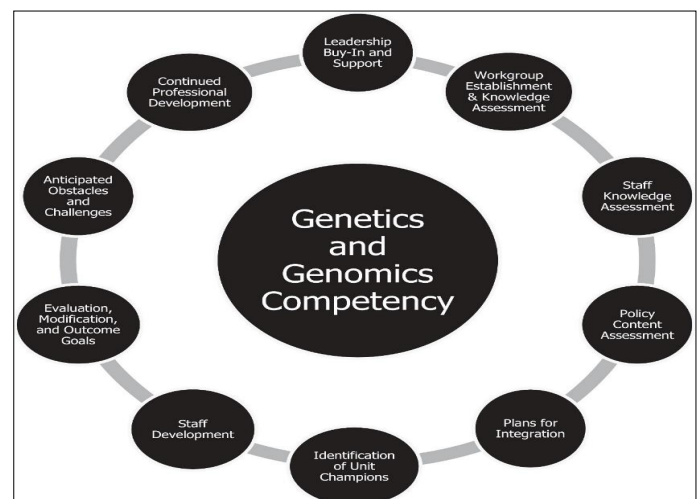 Leadership
Buy-In and
Support
Workgroup
Establishment
& Knowledge
Assessment
Staff
Knowledge
Assessment
Policy
Content
Assessment
Plans for
Integration
Identification
of Unit
Champions
Staff
Development
Evaluation,
Modification,
and Outcome
Goals
Anticipated
Obstacles
and
Challenges
Continued
Professional
Development
Genetics
and
Genomics
Competency